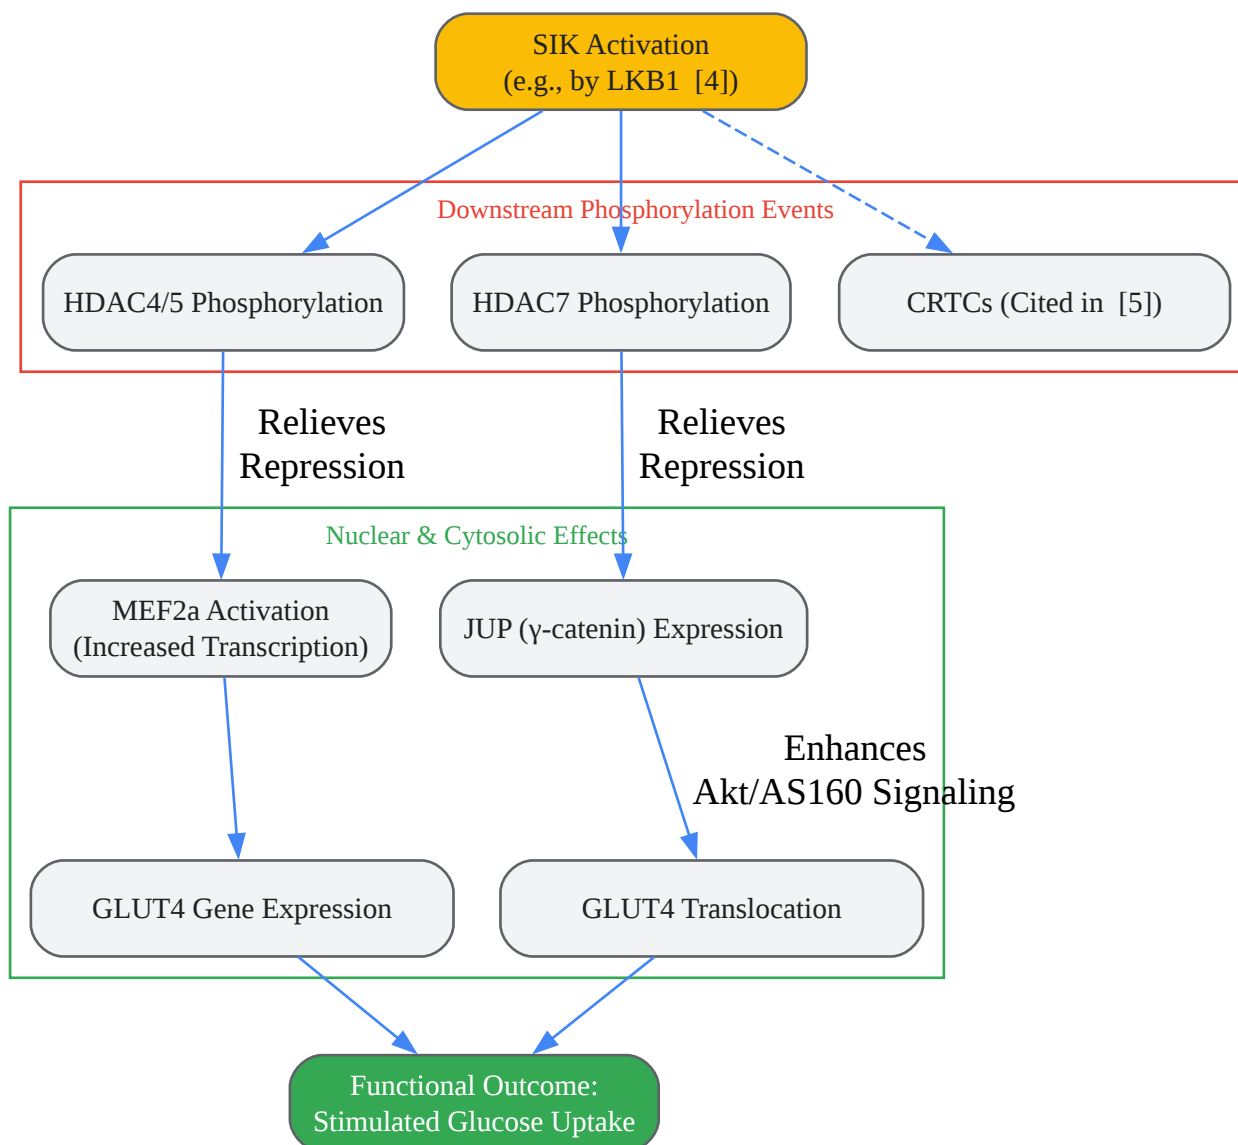 SIK Activation
(e.g., by LKB1  [4])
Downstream Phosphorylation Events
HDAC4/5 Phosphorylation
HDAC7 Phosphorylation
CRTCs (Cited in  [5])
Relieves
Repression
Relieves
Repression
Nuclear & Cytosolic Effects
MEF2a Activation
(Increased Transcription)
JUP (γ-catenin) Expression
Enhances
Akt/AS160 Signaling
GLUT4 Gene Expression
GLUT4 Translocation
Functional Outcome:
Stimulated Glucose Uptake